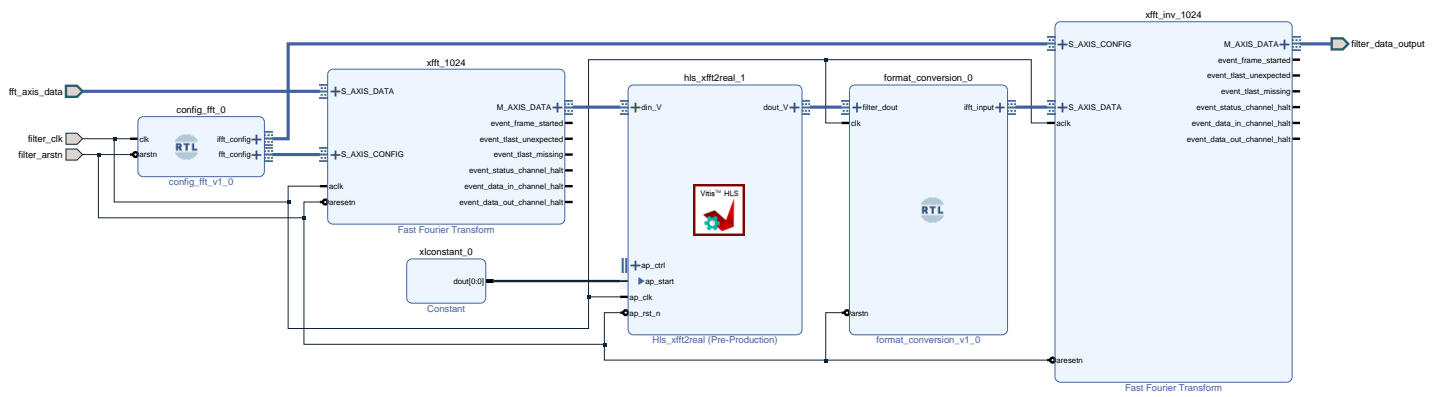 fft_axis_data
filter_clk
filter_arstn
config_fft_0
clk
arstn
RTL
ifft_config
fft_config
config_fft_v1_0
xfft_1024
S_AXIS_DATA
S_AXIS_CONFIG
aclk
aresetn
M_AXIS_DATA
event_frame_started
event_tlast_unexpected
event_tlast_missing
event_status_channel_halt
event_data_in_channel_halt
event_data_out_channel_halt
Fast Fourier Transform
xlconstant_0
dout[0:0]
Constant
hls_xfft2real_1
din_V
dout_V
Vitis™ HLS
ap_ctrl
ap_start
ap_clk
ap_rst_n
Hls_xfft2real (Pre-Production)
format_conversion_0
filter_dout
clk
ifft_input
RTL
arstn
format_conversion_v1_0
xfft_inv_1024
S_AXIS_CONFIG
S_AXIS_DATA
aclk
aresetn
M_AXIS_DATA
event_frame_started
event_tlast_unexpected
event_tlast_missing
event_status_channel_halt
event_data_in_channel_halt
event_data_out_channel_halt
Fast Fourier Transform
filter_data_output